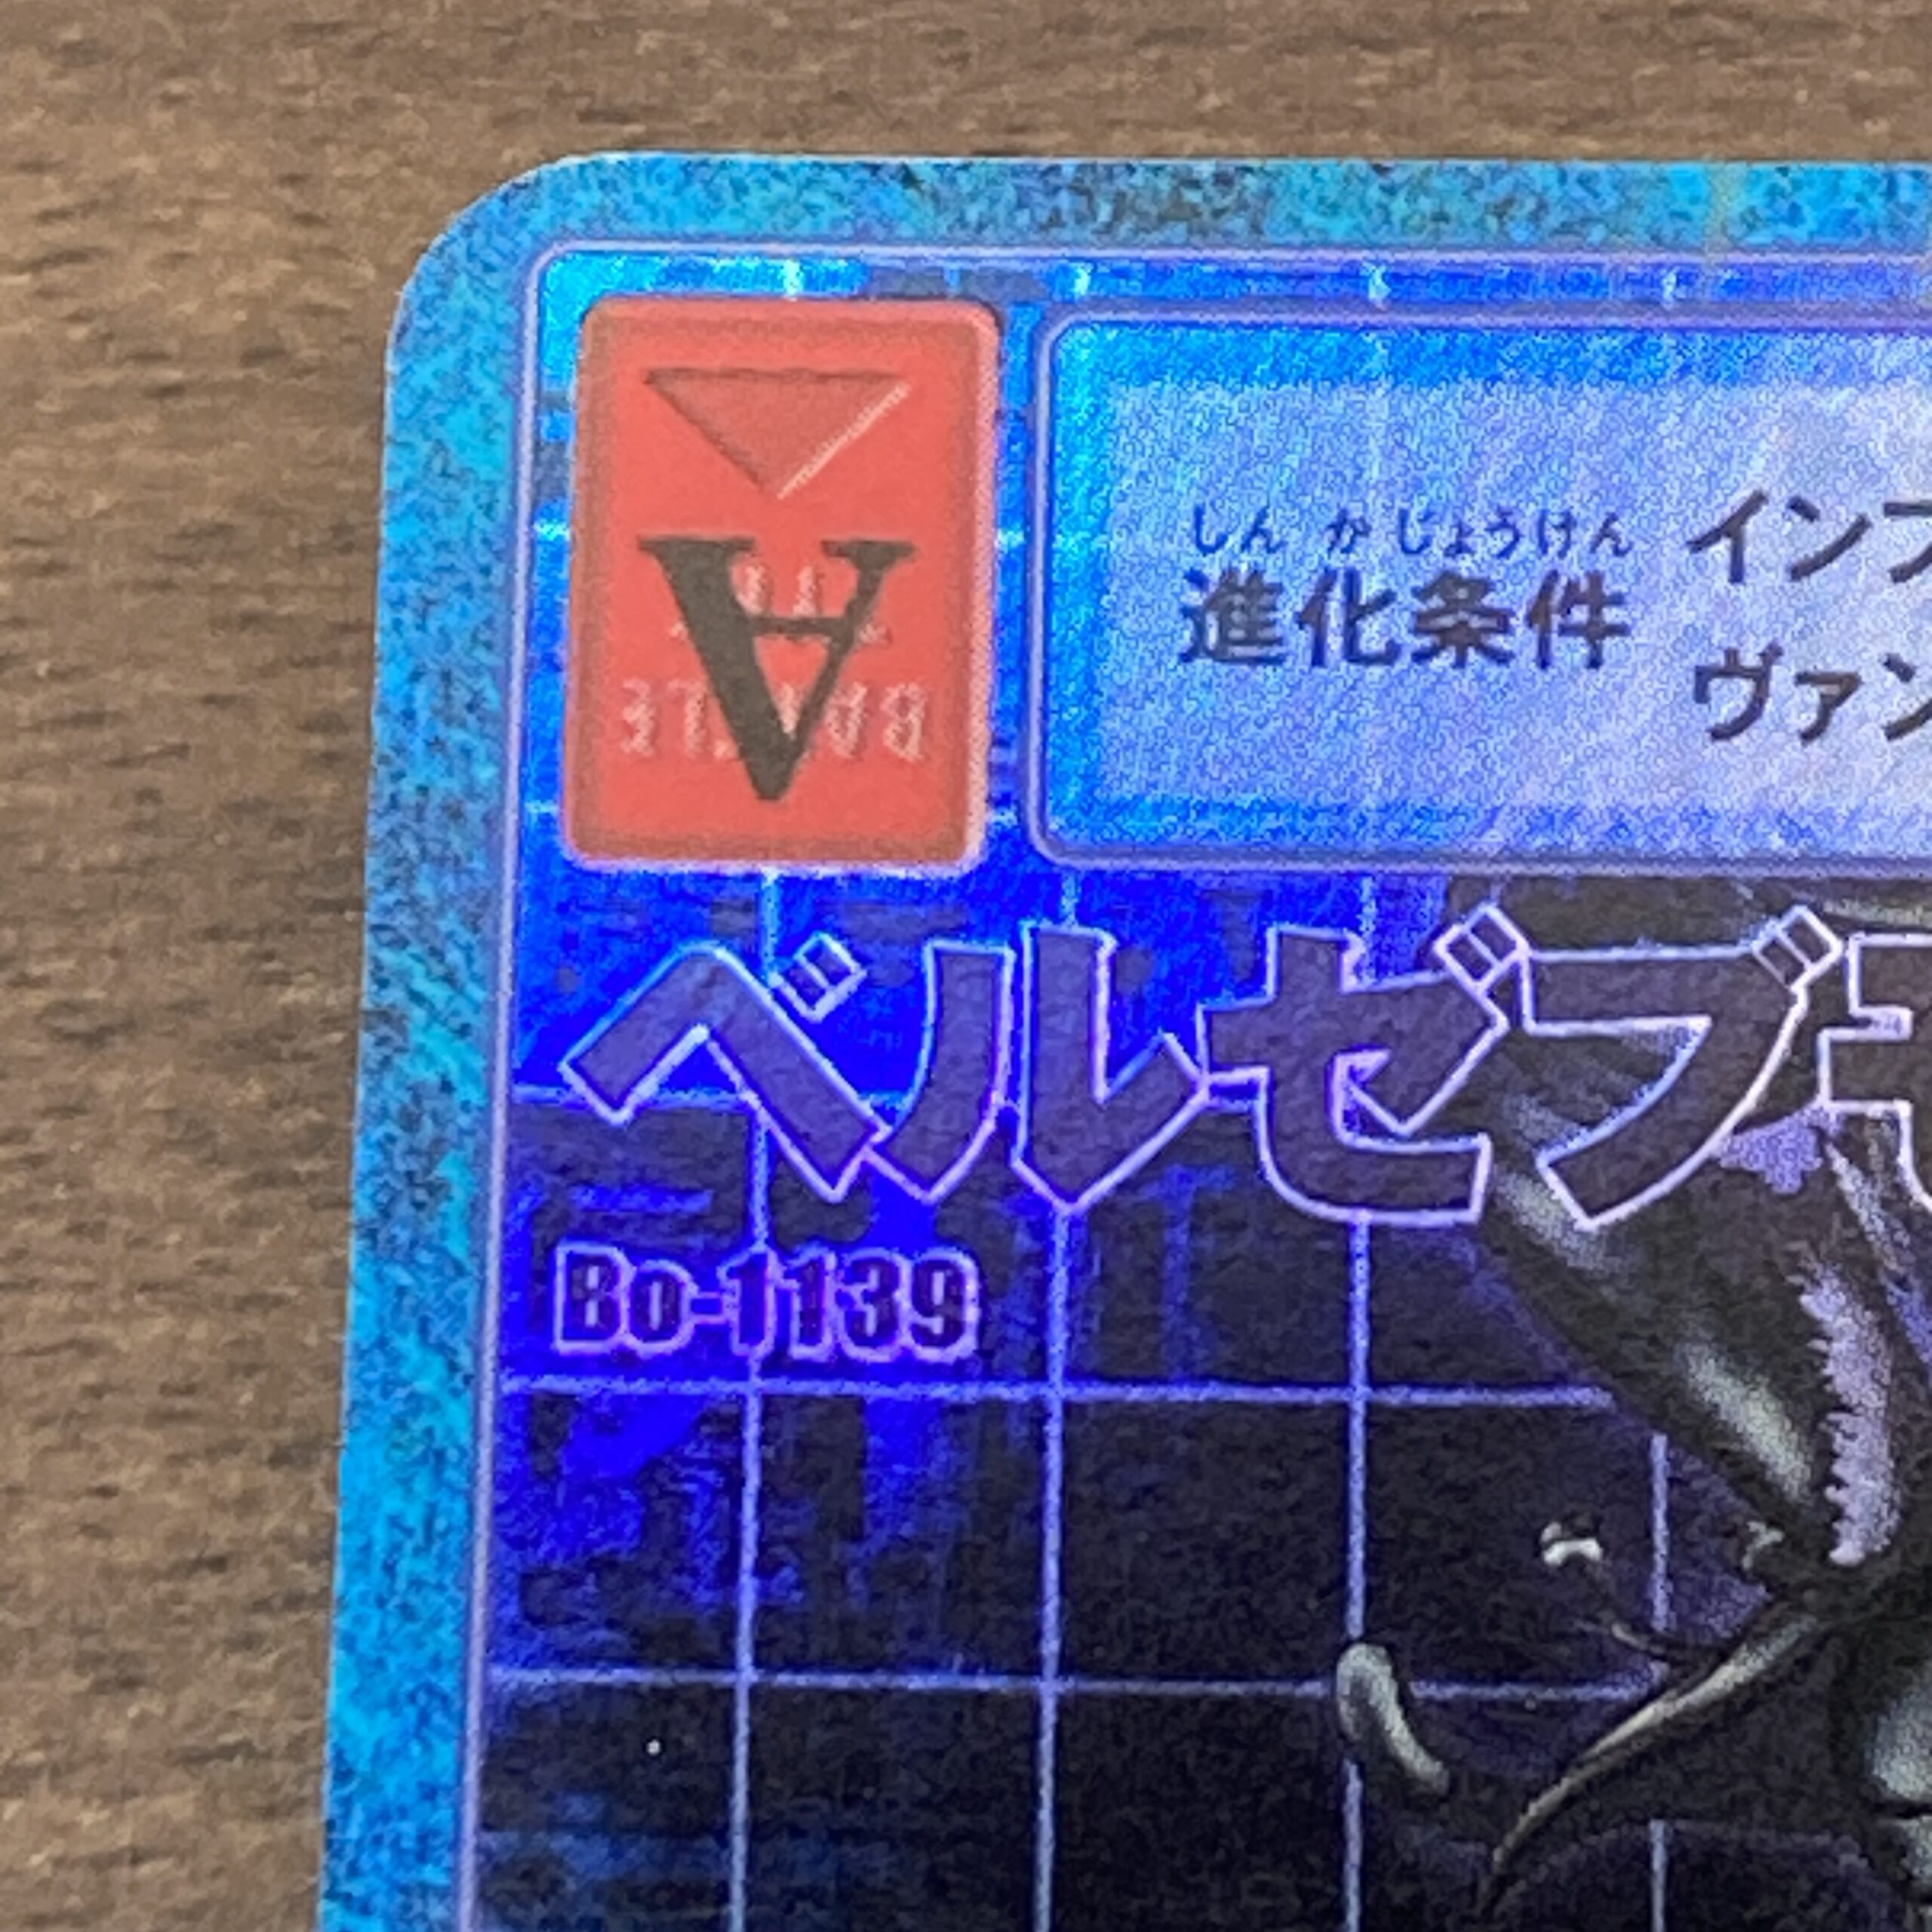 A
BATTLE
しんかじょうけん
進化条件
イン
ヴァン
ベルゼブ
Bo-1139